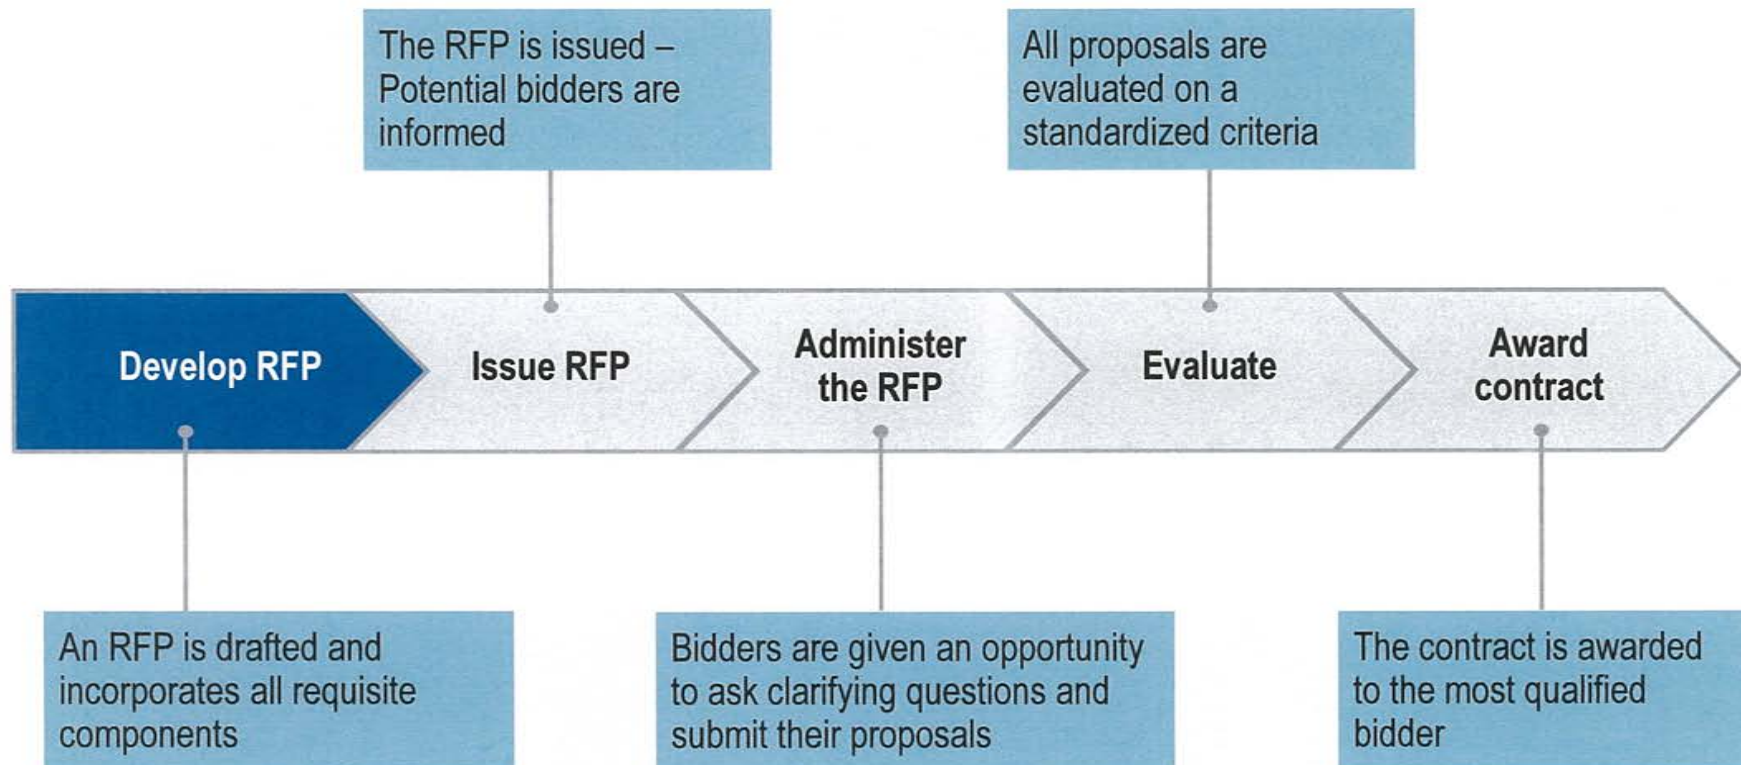 The RFP is issued –
Potential bidders are
informed
All proposals are
evaluated on a
standardized criteria
Develop RFP
Issue RFP
Administer
the RFP
Evaluate
Award
contract
An RFP is drafted and
incorporates all requisite
components
Bidders are given an opportunity
to ask clarifying questions and
submit their proposals
The contract is awarded
to the most qualified
bidder